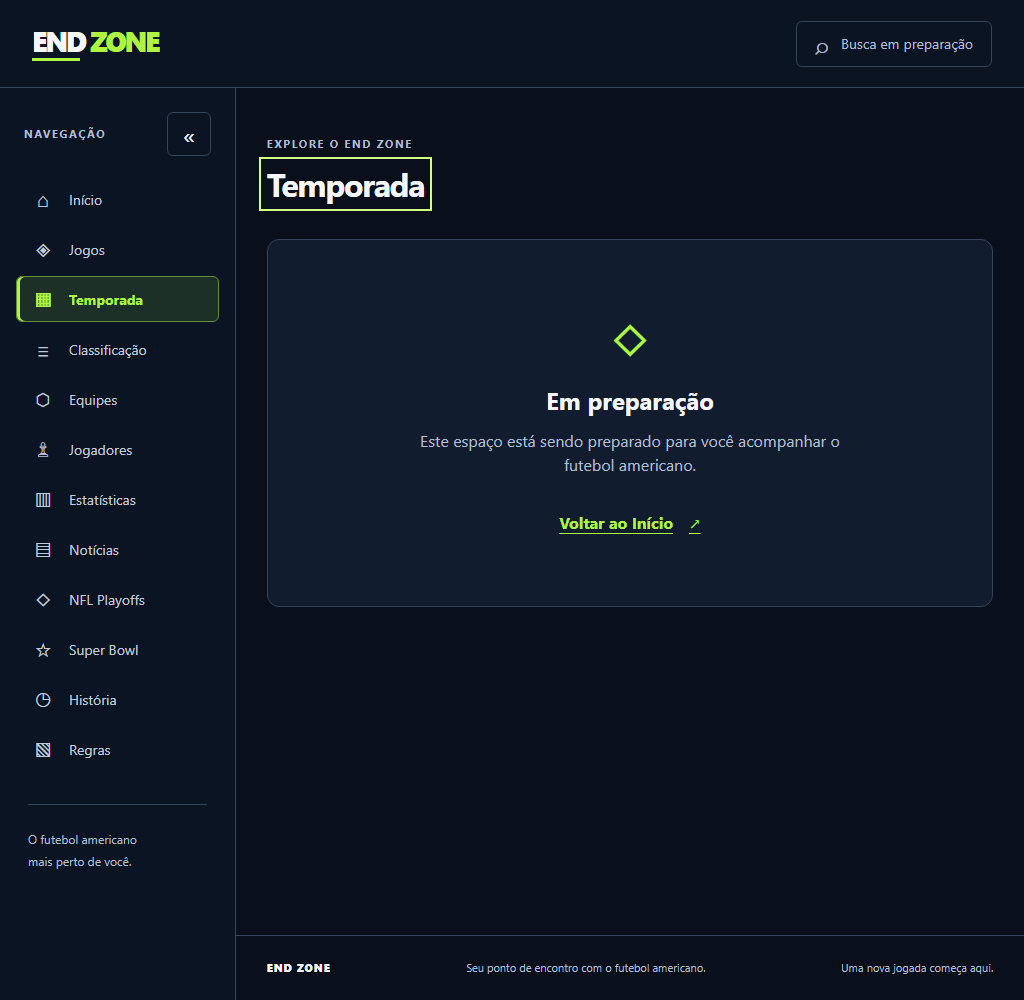 END ZONE
Busca em preparação
NAVEGAÇÃO
«
Início
Jogos
Temporada
Classificação
Equipes
Jogadores
Estatísticas
Notícias
NFL Playoffs
Super Bowl
História
Regras
O futebol americano
mais perto de você.
EXPLORE O END ZONE
Temporada
Em preparação
Este espaço está sendo preparado para você acompanhar o
futebol americano.
Voltar ao Início ↗
END ZONE
Seu ponto de encontro com o futebol americano.
Uma nova jogada começa aqui.